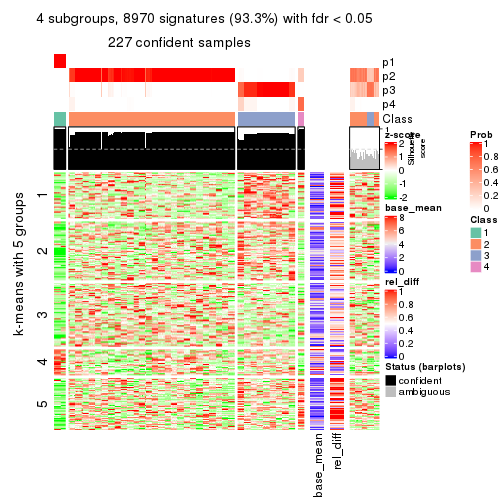 4 subgroups, 8970 signatures (93.3%) with fdr < 0.05
227 confident samples
p1
p2
p3
p4
Class
1
Silhouette
score
z-score
2
1
0
-1
-2
base_mean
8
6
4
2
0
rel_diff
1
0.8
0.6
0.4
0.2
0
Status (barplots)
confident
ambiguous
Prob
1
0.8
0.6
0.4
0.2
0
Class
1
2
3
4
k-means with 5 groups
1
2
3
4
5
base_mean
rel_diff